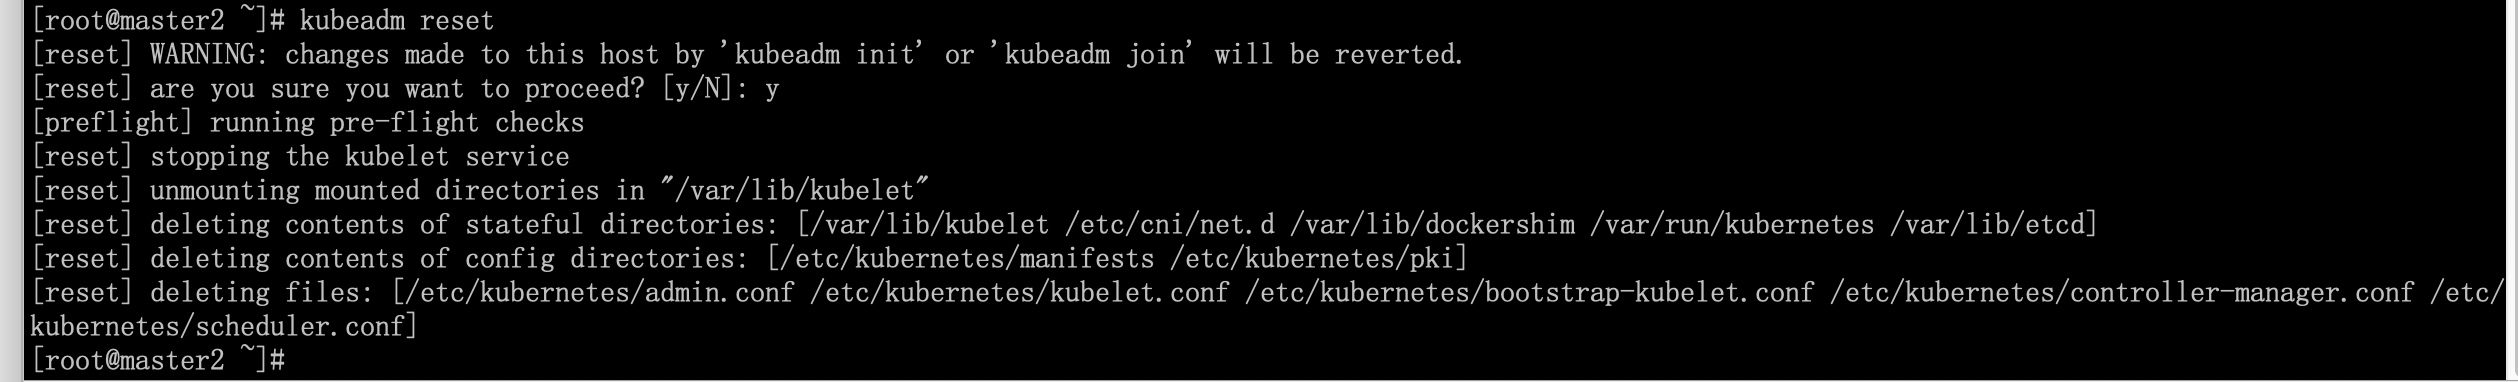 [root@master2 ~]# kubeadm reset
[reset] WARNING: changes made to this host by 'kubeadm init' or 'kubeadm join' will be reverted.
[reset] are you sure you want to proceed? [y/N]: y
[preflight] running pre-flight checks
[reset] stopping the kubelet service
[reset] unmounting mounted directories in "/var/lib/kubelet"
[reset] deleting contents of stateful directories: [/var/lib/kubelet /etc/cni/net.d /var/lib/dockershim /var/run/kubernetes /var/lib/etcd]
[reset] deleting contents of config directories: [/etc/kubernetes/manifests /etc/kubernetes/pki]
[reset] deleting files: [/etc/kubernetes/admin.conf /etc/kubernetes/kubelet.conf /etc/kubernetes/bootstrap-kubelet.conf /etc/kubernetes/controller-manager.conf /etc/
kubernetes/scheduler.conf]
[root@master2 ~]#